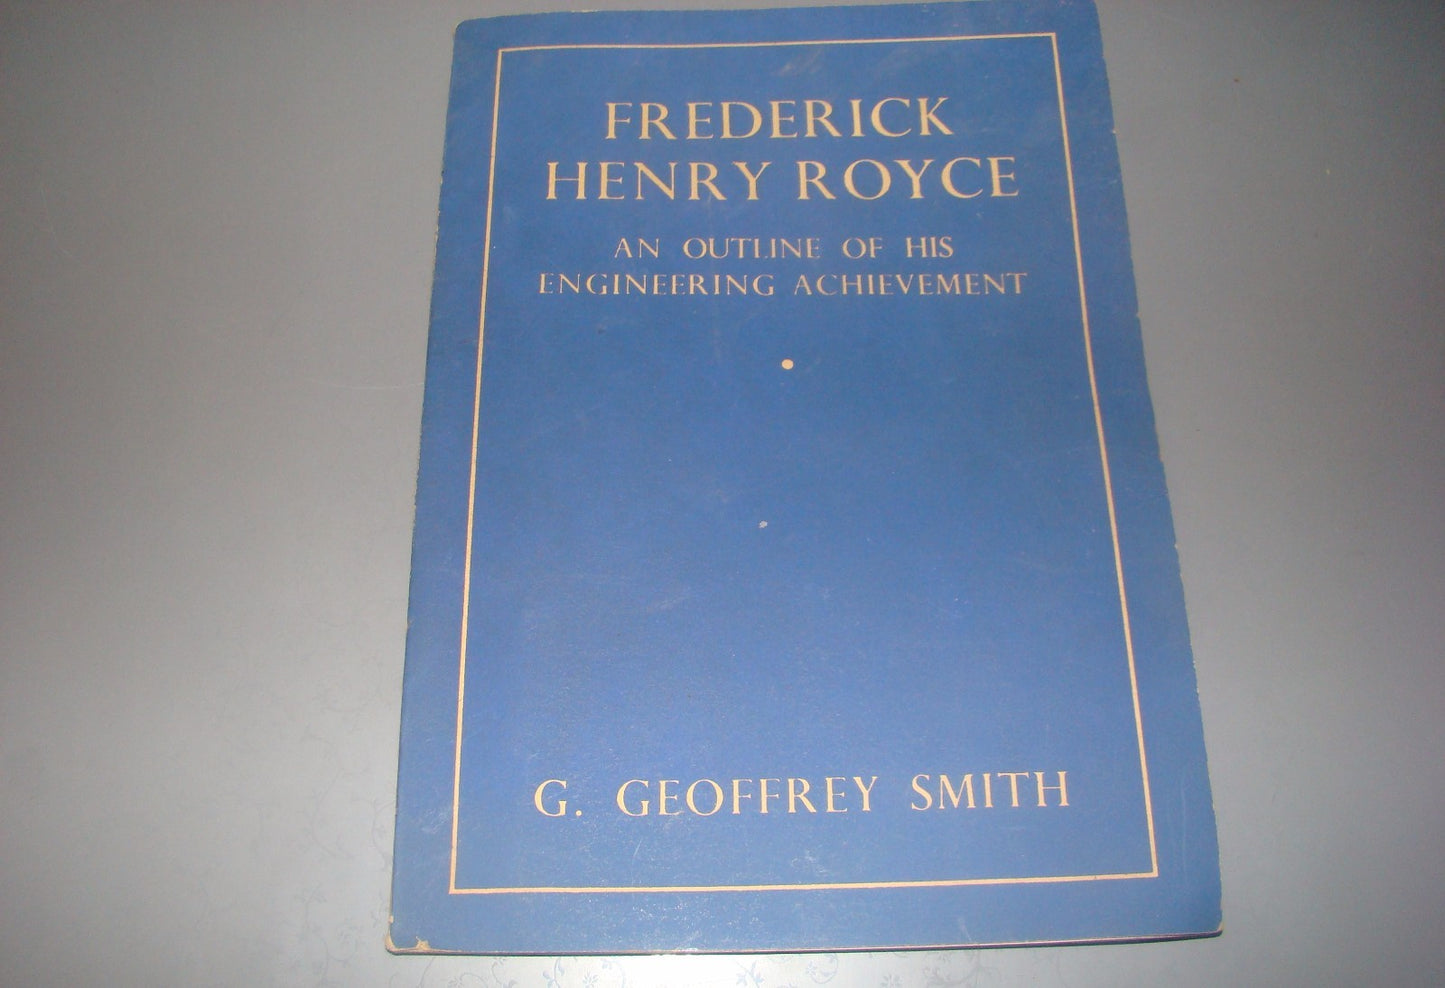 FREDERICK
HENRY ROYCE
AN OUTLINE OF HIS
ENGINEERING ACHIEVEMENT
G. GEOFFREY SMITH